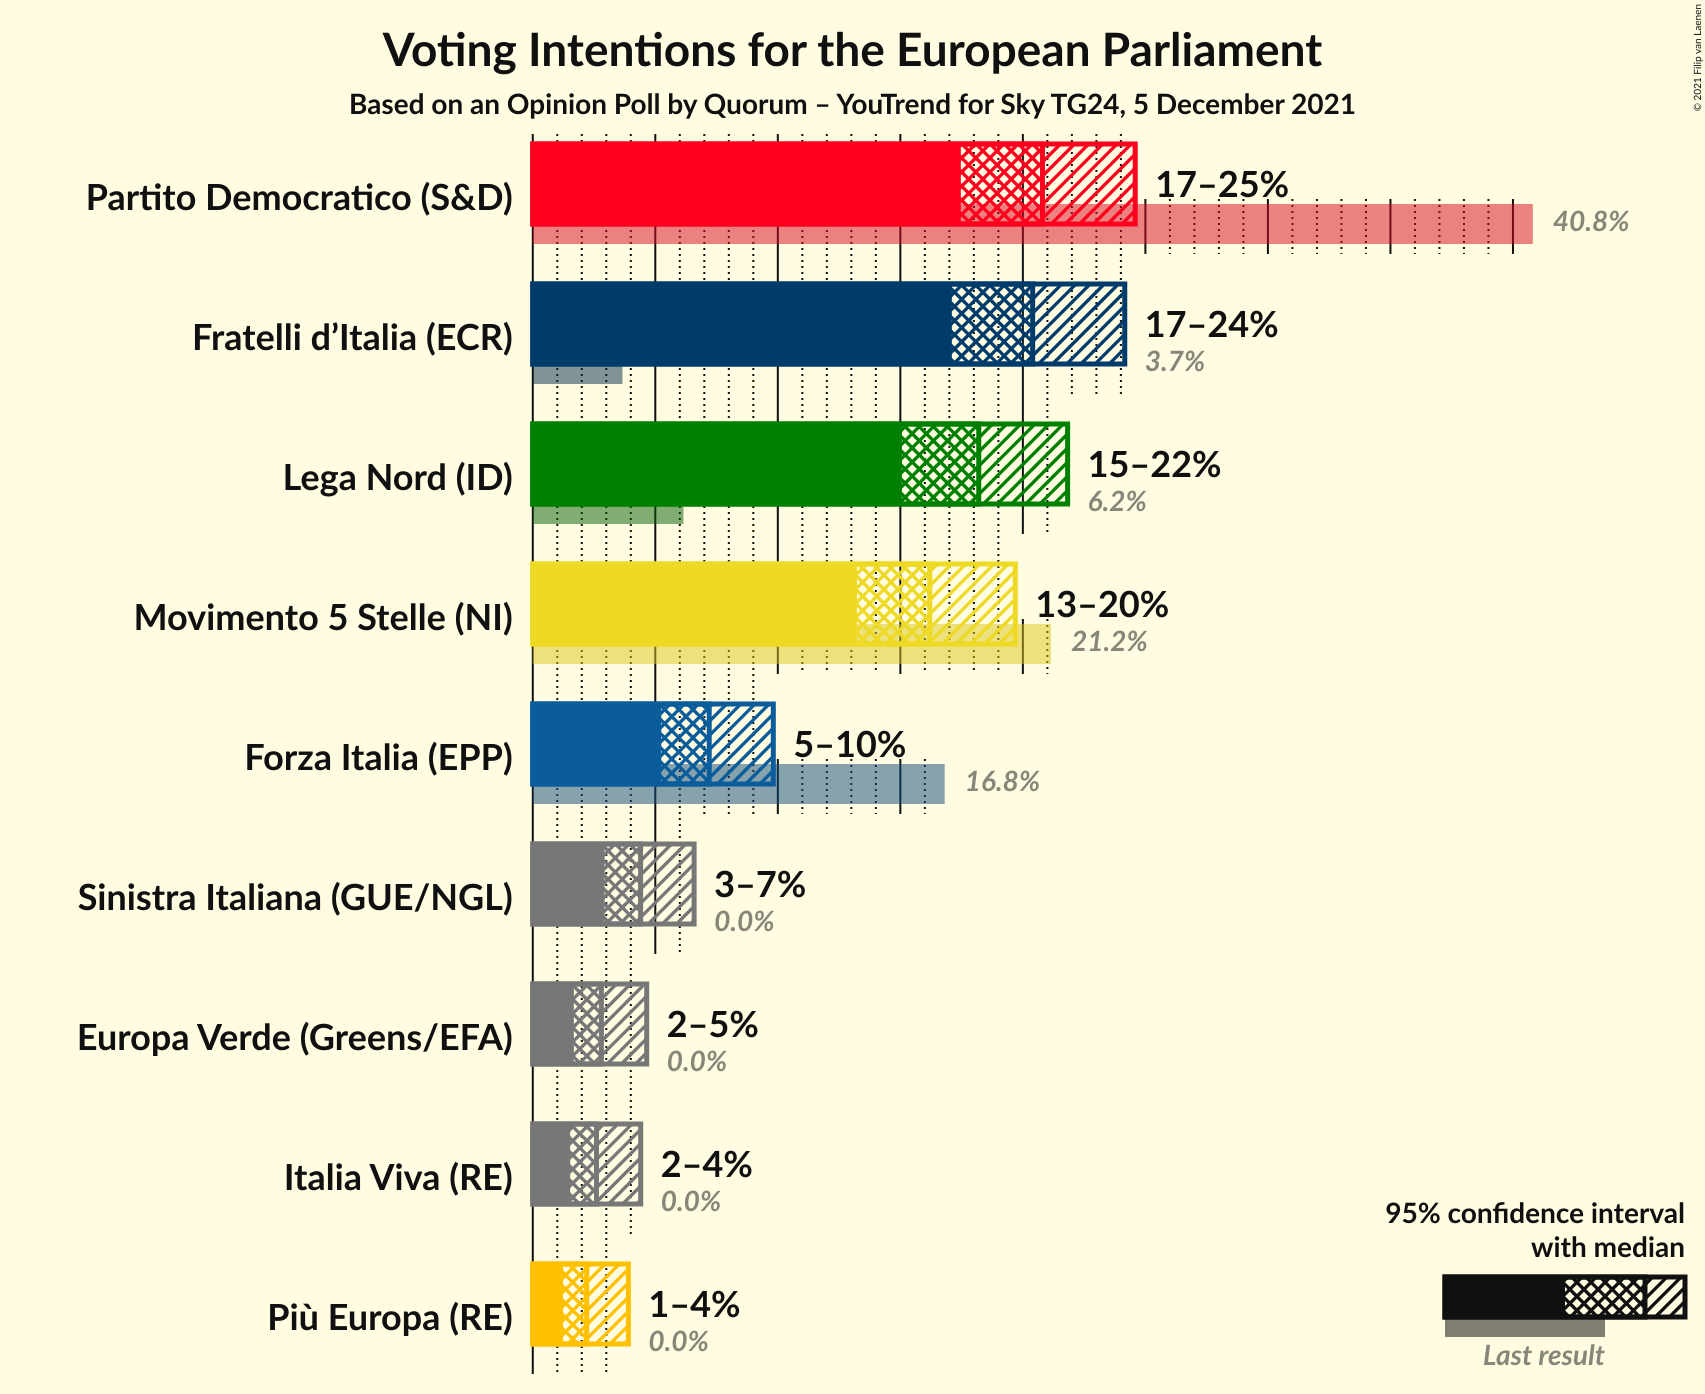 Voting Intentions for the European Parliament
Based on an Opinion Poll by Quorum – YouTrend for Sky TG24, 5 December 2021
© 2021 Filip van Laenen
Partito Democratico (S&D)
17–25%
40.8%
Fratelli d’Italia (ECR)
17–24%
3.7%
Lega Nord (ID)
15–22%
6.2%
Movimento 5 Stelle (NI)
13–20%
21.2%
Forza Italia (EPP)
5–10%
16.8%
Sinistra Italiana (GUE/NGL)
3–7%
0.0%
Europa Verde (Greens/EFA)
2–5%
0.0%
Italia Viva (RE)
2–4%
0.0%
Più Europa (RE)
1–4%
0.0%
95% confidence interval
with median
Last result